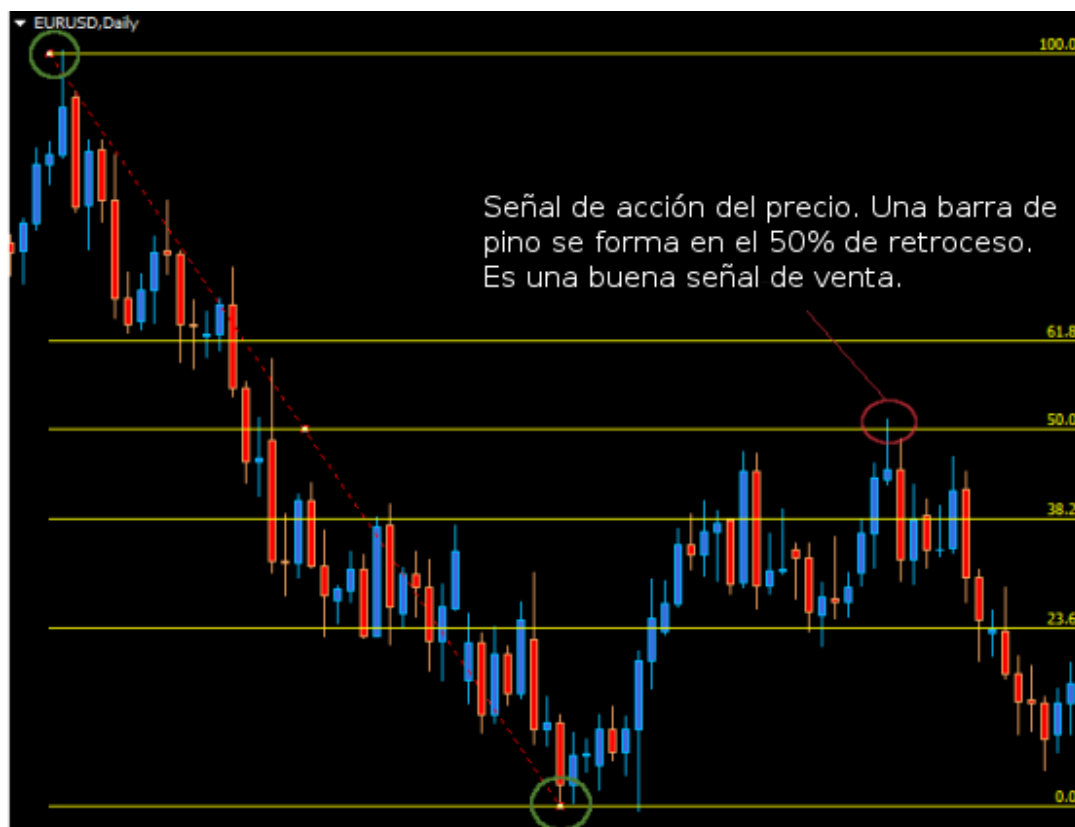 EURUSD,Daily
100.0
Señal de acción del precio. Una barra de
pino se forma en el 50% de retroceso.
Es una buena señal de venta.
61.8
50.0
38.2
23.6
0.0